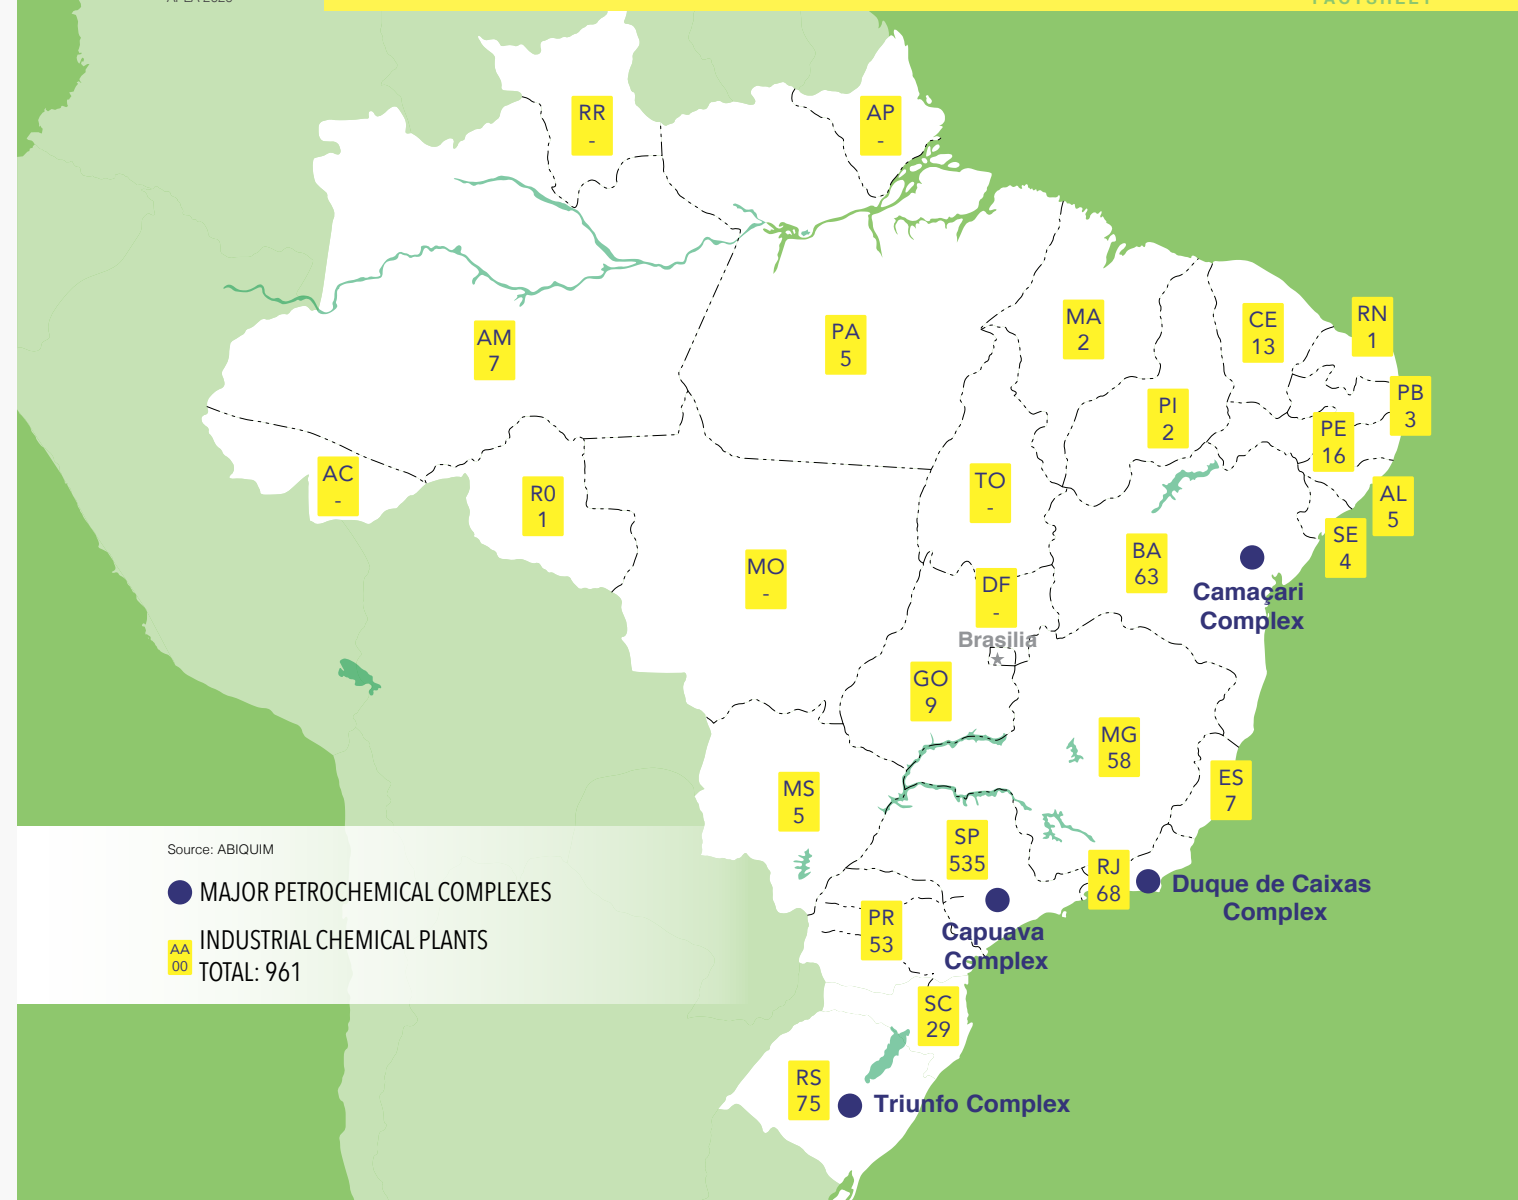 RR
-
AP
-
AM
7
PA
5
MA
2
CE
13
RN
1
PI
2
PB
3
PE
16
AC
-
R0
1
TO
-
AL
5
SE
4
MO
-
DF
-
BA
63
Camaçari
Complex
Brasilia
GO
9
MG
58
ES
7
MS
5
SP
535
RJ
68
Duque de Caixas
Complex
PR
53
Capuava
Complex
SC
29
RS
75
Triunfo Complex
Source: ABIQUIM
MAJOR PETROCHEMICAL COMPLEXES
AA
00
INDUSTRIAL CHEMICAL PLANTS
TOTAL: 961